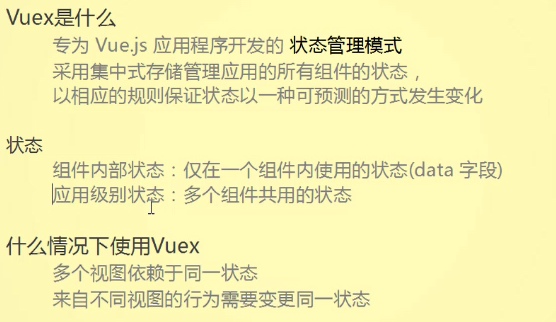 Vuex是什么
专为 Vue.js 应用程序开发的 状态管理模式
采用集中式存储管理应用的所有组件的状态，
以相应的规则保证状态以一种可预测的方式发生变化
状态
组件内部状态：仅在一个组件内使用的状态(data 字段)
应用级别状态：多个组件共用的状态
什么情况下使用Vuex
多个视图依赖于同一状态
来自不同视图的行为需要变更同一状态